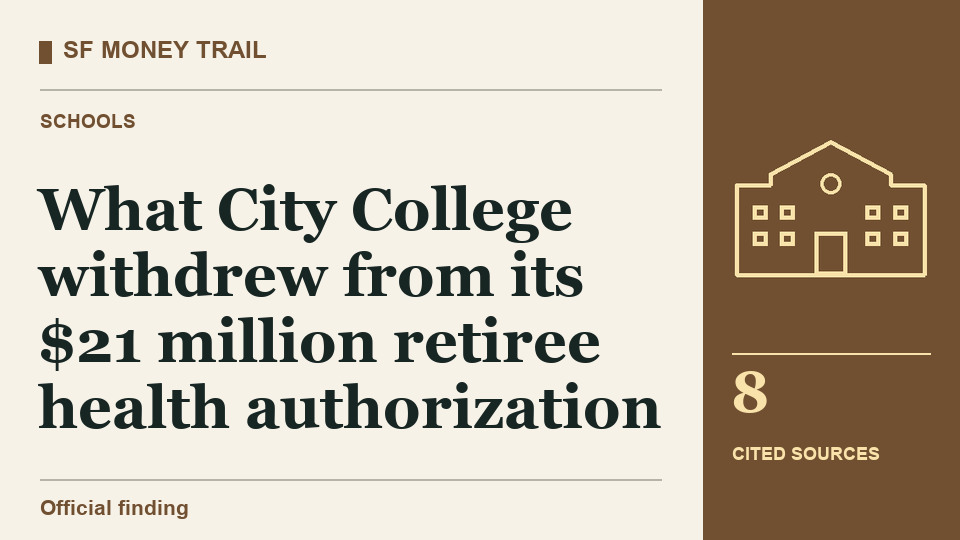 SF MONEY TRAIL
SCHOOLS
What City College
withdrew from its
$21 million retiree
health authorization
Official finding
8
CITED SOURCES